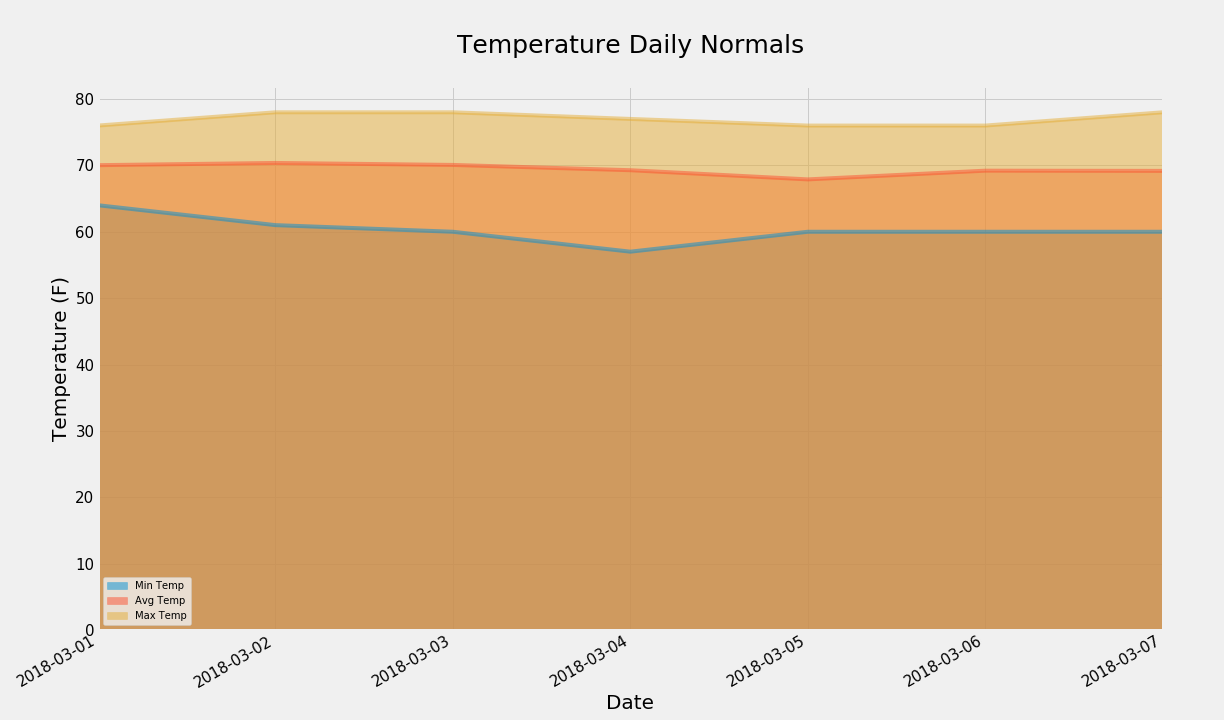 Temperature Daily Normals
Temperature (F)
80
70
60
50
40
30
20
10
0
Min Temp
Avg Temp
Max Temp
2018-03-01
2018-03-02
2018-03-03
2018-03-04
2018-03-05
2018-03-06
2018-03-07
Date